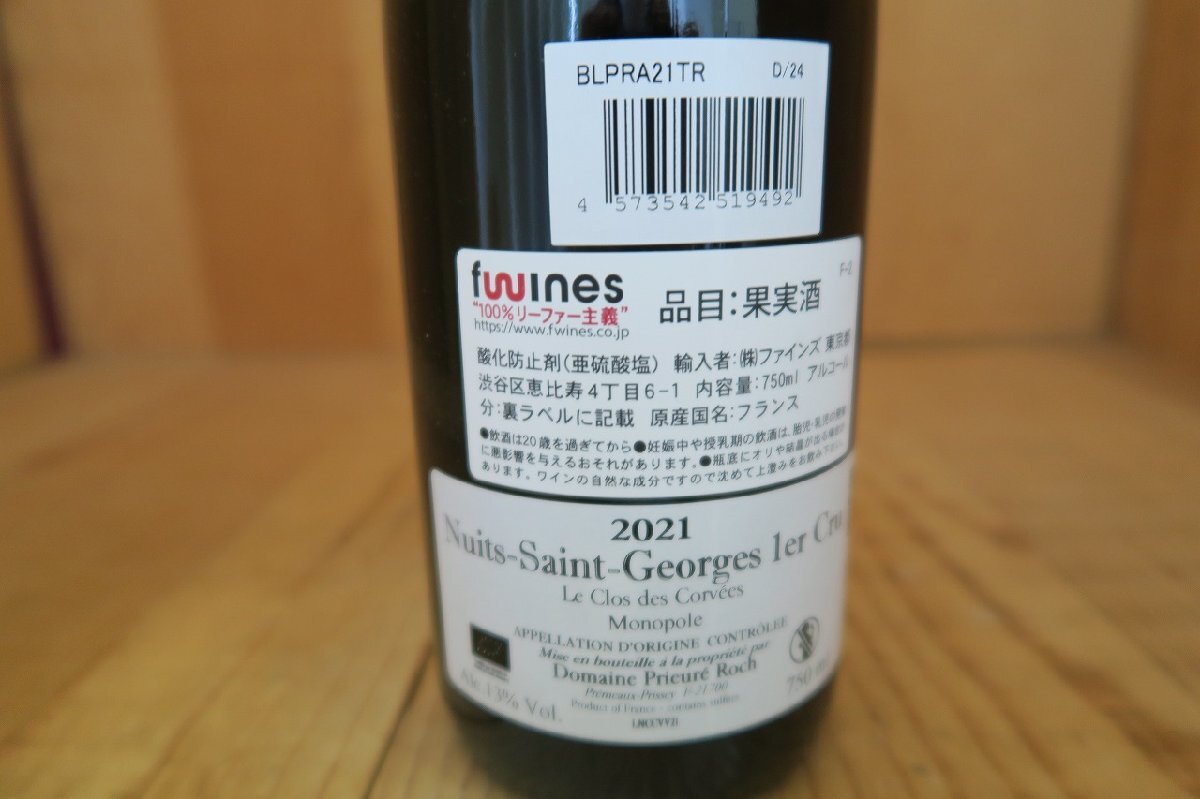 BLPRA21TR D/24
4 573542 519492
fwines
"100%リーファー主義"
https://www.fwines.co.jp
F-2
品目:果実酒
酸化防止剤(亜硫酸塩) 輸入者:㈱ファインズ 東京都
渋谷区恵比寿4丁目6-1 内容量:750ml アルコール
分:裏ラベルに記載 原産国名:フランス
●飲酒は20歳を過ぎてから●妊娠中や授乳期の飲酒は、胎児・乳児の発育
に悪影響を与えるおそれがあります。●瓶底にオリや結晶が出る場合が
あります。ワインの自然な成分ですので沈めて上澄みをお飲み下さい。
2021
Nuits-Saint-Georges 1er Cru
Le Clos des Corvées
Monopole
APPELLATION D'ORIGINE CONTRÔLEE
Mise en bouteille à la propriété par
Domaine Prieuré Roch
Prémeaux-Prissey F-21700
Alc.13% Vol. 750 ml
Product of France - contains sulfites